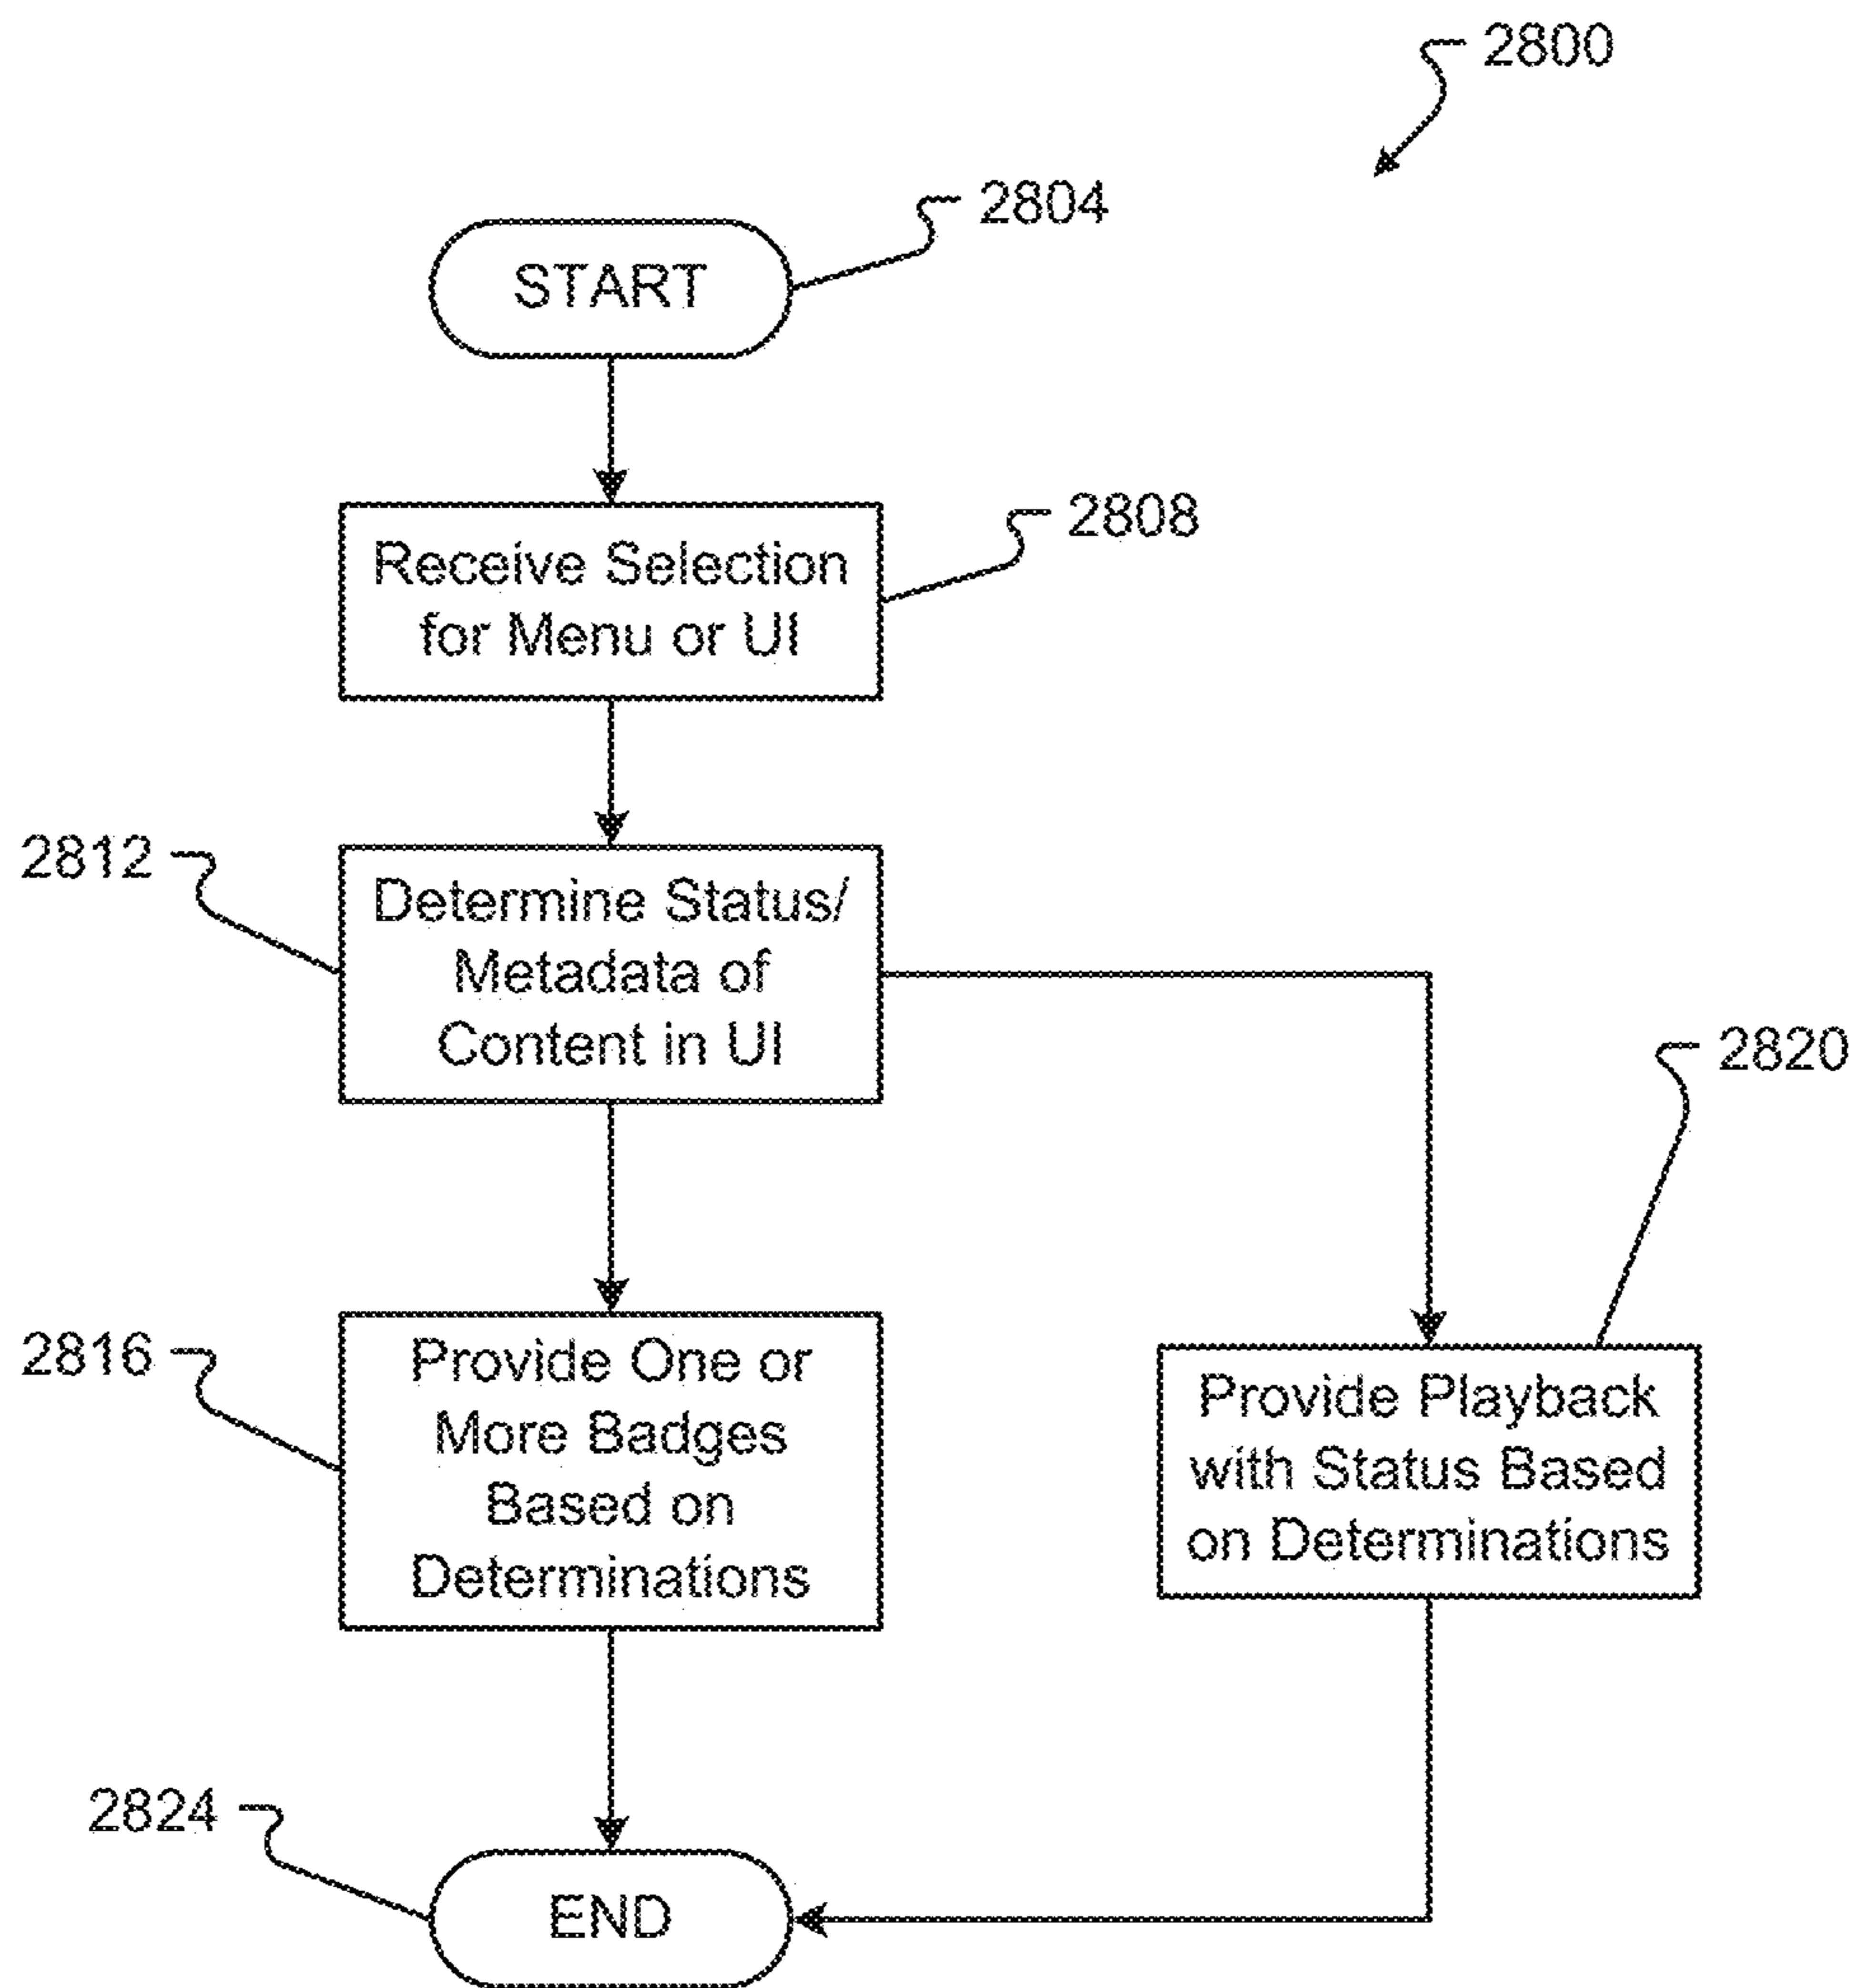 2800
2804
START
2808
Receive Selection
for Menu or UI
2812
Determine Status/
Metadata of
Content in UI
2820
2816
Provide One or
More Badges
Based on
Determinations
Provide Playback
with Status Based
on Determinations
2824
END